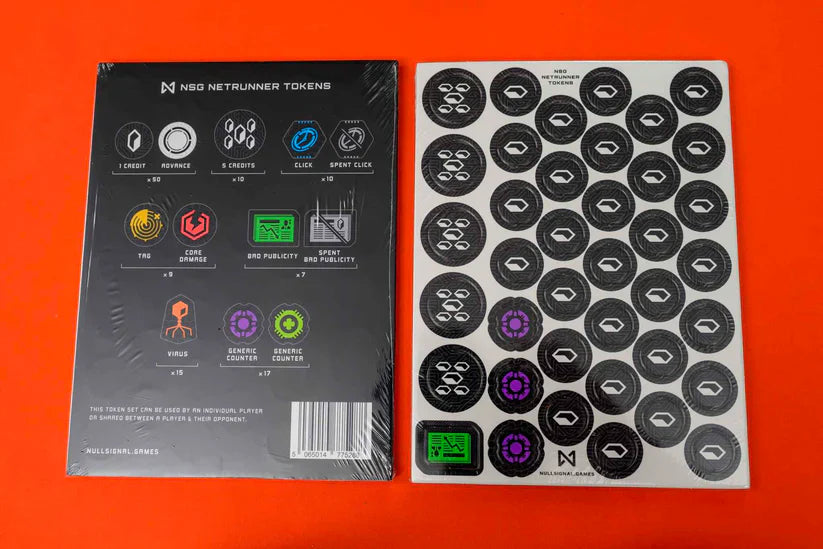 NSG NETRUNNER TOKENS
1 CREDIT ADVANCE 5 CREDITS CLICK SPENT CLICK
x50 x10 x10
TAG CORE DAMAGE BAD PUBLICITY SPENT BAD PUBLICITY
x9 x7
VIRUS GENERIC COUNTER GENERIC COUNTER
x15 x17
THIS TOKEN SET CAN BE USED BY AN INDIVIDUAL PLAYER
OR SHARED BETWEEN A PLAYER & THEIR OPPONENT.
NULLSIGNAL.GAMES
NSG
NETRUNNER
TOKENS
NULLSIGNAL.GAMES